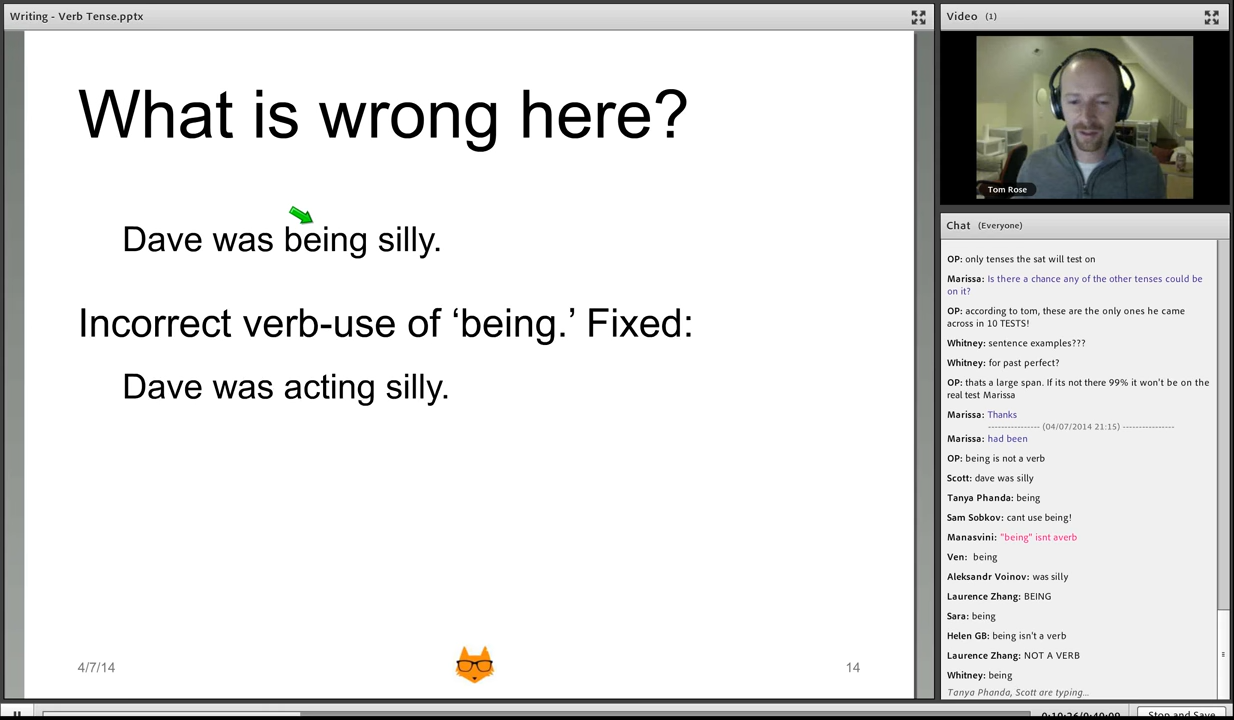 Writing - Verb Tense.pptx
What is wrong here?
Dave was being silly.
Incorrect verb-use of ‘being.’ Fixed:
Dave was acting silly.
4/7/14
14
Video (1)
Tom Rose
Chat (Everyone)
OP: only tenses the sat will test on
Marissa: Is there a chance any of the other tenses could be
on it?
OP: according to tom, these are the only ones he came
across in 10 TESTS!
Whitney: sentence examples???
Whitney: for past perfect?
OP: thats a large span. If its not there 99% it won't be on the
real test Marissa
Marissa: Thanks
---------------- (04/07/2014 21:15) ----------------
Marissa: had been
OP: being is not a verb
Scott: dave was silly
Tanya Phanda: being
Sam Sobkov: cant use being!
Manasvini: "being" isnt averb
Ven: being
Aleksandr Voinov: was silly
Laurence Zhang: BEING
Sara: being
Helen GB: being isn't a verb
Laurence Zhang: NOT A VERB
Whitney: being
Tanya Phanda, Scott are typing...
Stop and Save